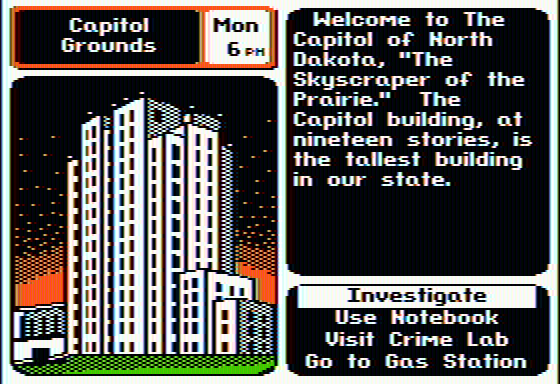 Capitol
Grounds
Mon
6 PM
Welcome to The
Capitol of North
Dakota, "The
Skyscraper of the
Prairie." The
Capitol building, at
nineteen stories, is
the tallest building
in our state.
Investigate
Use Notebook
Visit Crime Lab
Go to Gas Station